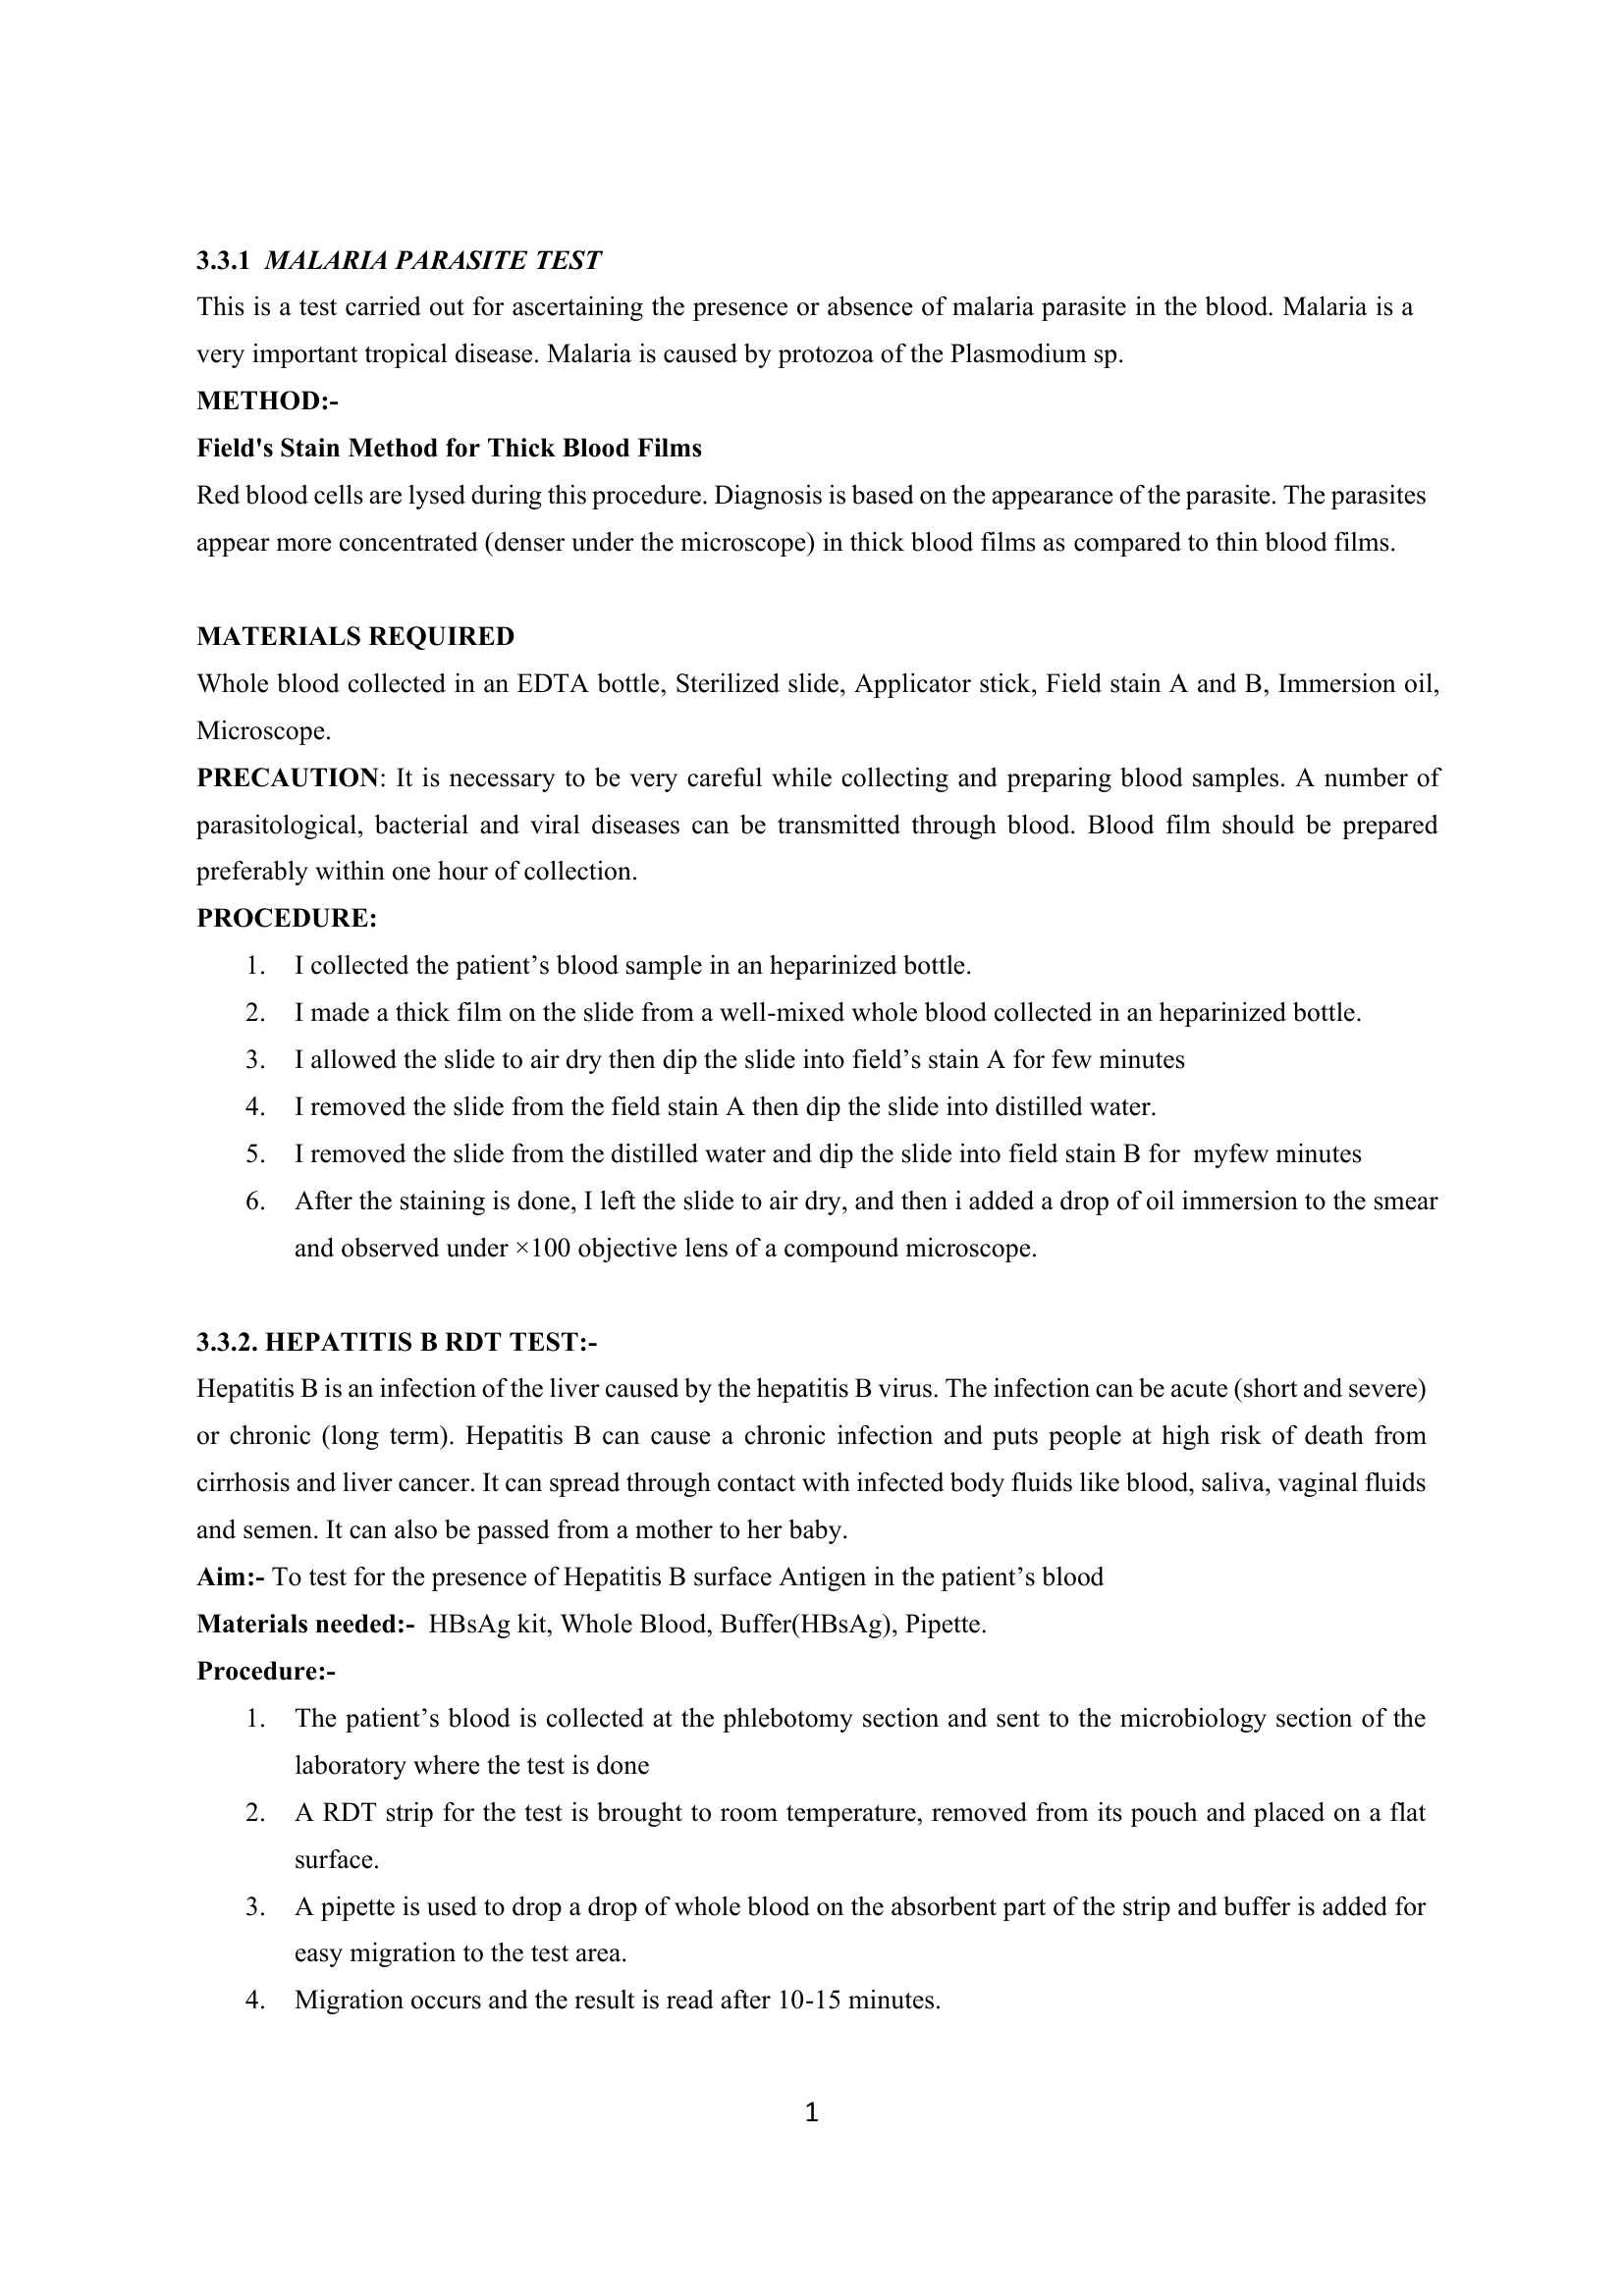 3.3.1 MALARIA PARASITE TEST
This is a test carried out for ascertaining the presence or absence of malaria parasite in the blood. Malaria is a
very important tropical disease. Malaria is caused by protozoa of the Plasmodium sp.
METHOD:-
Field's Stain Method for Thick Blood Films
Red blood cells are lysed during this procedure. Diagnosis is based on the appearance of the parasite. The parasites
appear more concentrated (denser under the microscope) in thick blood films as compared to thin blood films.
MATERIALS REQUIRED
Whole blood collected in an EDTA bottle, Sterilized slide, Applicator stick, Field stain A and B, Immersion oil,
Microscope.
PRECAUTION: It is necessary to be very careful while collecting and preparing blood samples. A number of
parasitological, bacterial and viral diseases can be transmitted through blood. Blood film should be prepared
preferably within one hour of collection.
PROCEDURE:
1. I collected the patient’s blood sample in an heparinized bottle.
2. I made a thick film on the slide from a well-mixed whole blood collected in an heparinized bottle.
3. I allowed the slide to air dry then dip the slide into field’s stain A for few minutes
4. I removed the slide from the field stain A then dip the slide into distilled water.
5. I removed the slide from the distilled water and dip the slide into field stain B for myfew minutes
6. After the staining is done, I left the slide to air dry, and then i added a drop of oil immersion to the smear
and observed under ×100 objective lens of a compound microscope.
3.3.2. HEPATITIS B RDT TEST:-
Hepatitis B is an infection of the liver caused by the hepatitis B virus. The infection can be acute (short and severe)
or chronic (long term). Hepatitis B can cause a chronic infection and puts people at high risk of death from
cirrhosis and liver cancer. It can spread through contact with infected body fluids like blood, saliva, vaginal fluids
and semen. It can also be passed from a mother to her baby.
Aim:- To test for the presence of Hepatitis B surface Antigen in the patient’s blood
Materials needed:- HBsAg kit, Whole Blood, Buffer(HBsAg), Pipette.
Procedure:-
1. The patient’s blood is collected at the phlebotomy section and sent to the microbiology section of the
laboratory where the test is done
2. A RDT strip for the test is brought to room temperature, removed from its pouch and placed on a flat
surface.
3. A pipette is used to drop a drop of whole blood on the absorbent part of the strip and buffer is added for
easy migration to the test area.
4. Migration occurs and the result is read after 10-15 minutes.
1